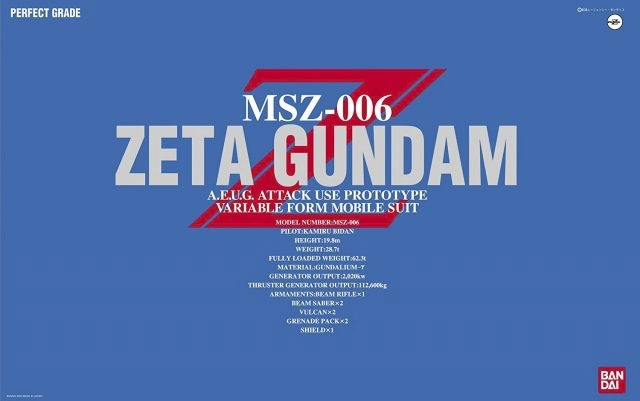 PERFECT GRADE
MSZ-006
ZETA GUNDAM
A.E.U.G. ATTACK USE PROTOTYPE
VARIABLE FORM MOBILE SUIT
MODEL NUMBER:MSZ-006
PILOT:KAMIRU BIDAN
HEIGHT:19.8m
WEIGHT:28.7t
FULLY LOADED WEIGHT:62.3t
MATERIAL:GUNDALIUM-γ
GENERATOR OUTPUT:2,020kw
THRUSTER GENERATOR OUTPUT:112,600kg
ARMAMENTS:BEAM RIFLE×1
BEAM SABER×2
VULCAN×2
GRENADE PACK×2
SHIELD×1
BAN
DAI